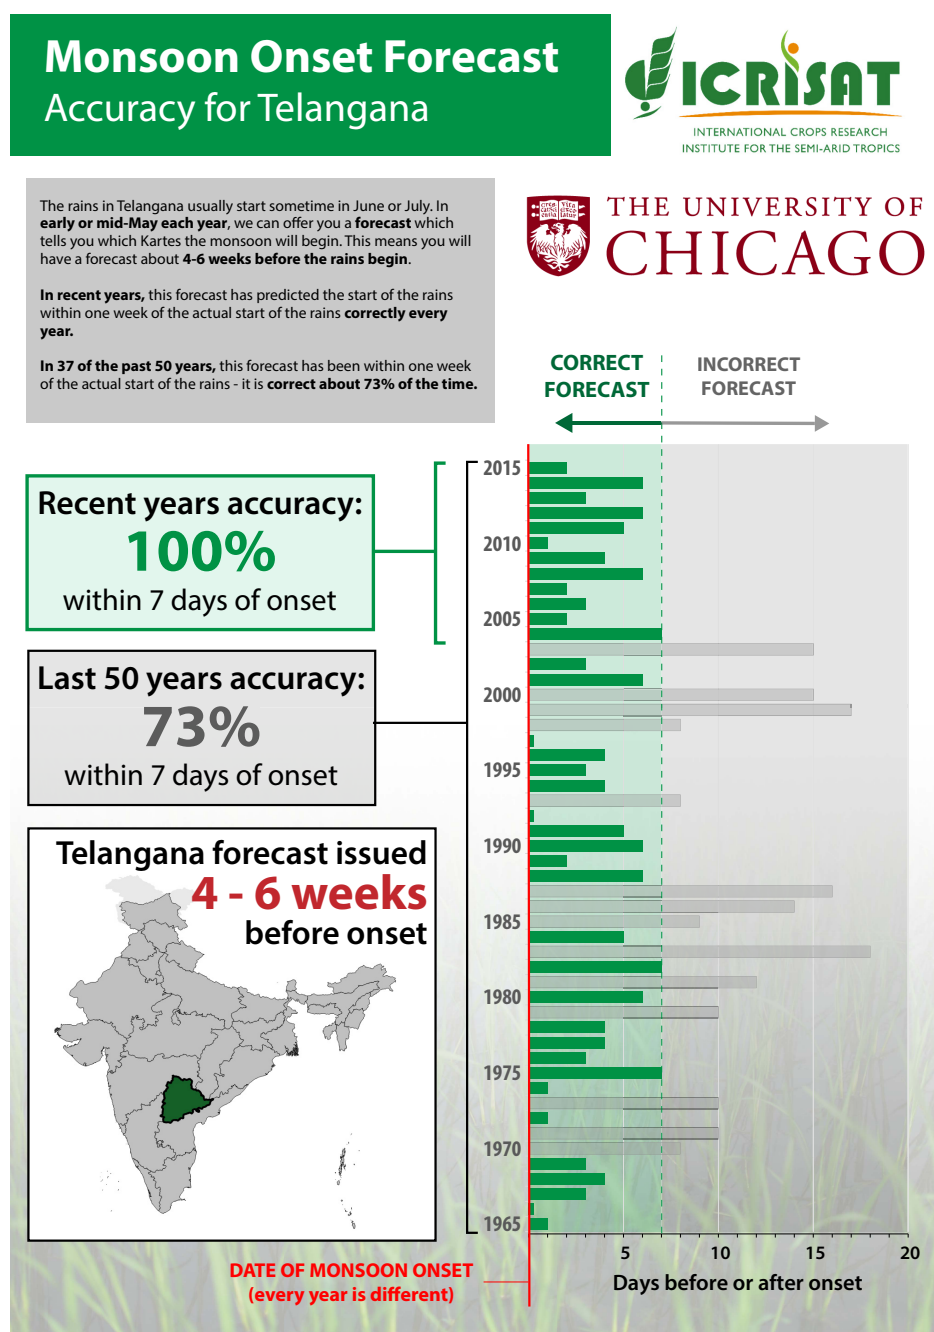 Monsoon Onset Forecast
Accuracy for Telangana
ICRISAT
INTERNATIONAL CROPS RESEARCH
INSTITUTE FOR THE SEMI-ARID TROPICS
The rains in Telangana usually start sometime in June or July. In
early or mid-May each year, we can offer you a forecast which
tells you which Kartes the monsoon will begin. This means you will
have a forecast about 4-6 weeks before the rains begin.
In recent years, this forecast has predicted the start of the rains
within one week of the actual start of the rains correctly every
year.
In 37 of the past 50 years, this forecast has been within one week
of the actual start of the rains - it is correct about 73% of the time.
THE UNIVERSITY OF
CHICAGO
CORRECT
FORECAST
INCORRECT
FORECAST
Recent years accuracy:
100%
within 7 days of onset
Last 50 years accuracy:
73%
within 7 days of onset
Telangana forecast issued
4 - 6 weeks
before onset
2015
2010
2005
2000
1995
1990
1985
1980
1975
1970
1965
5 10 15 20
Days before or after onset
DATE OF MONSOON ONSET
(every year is different)